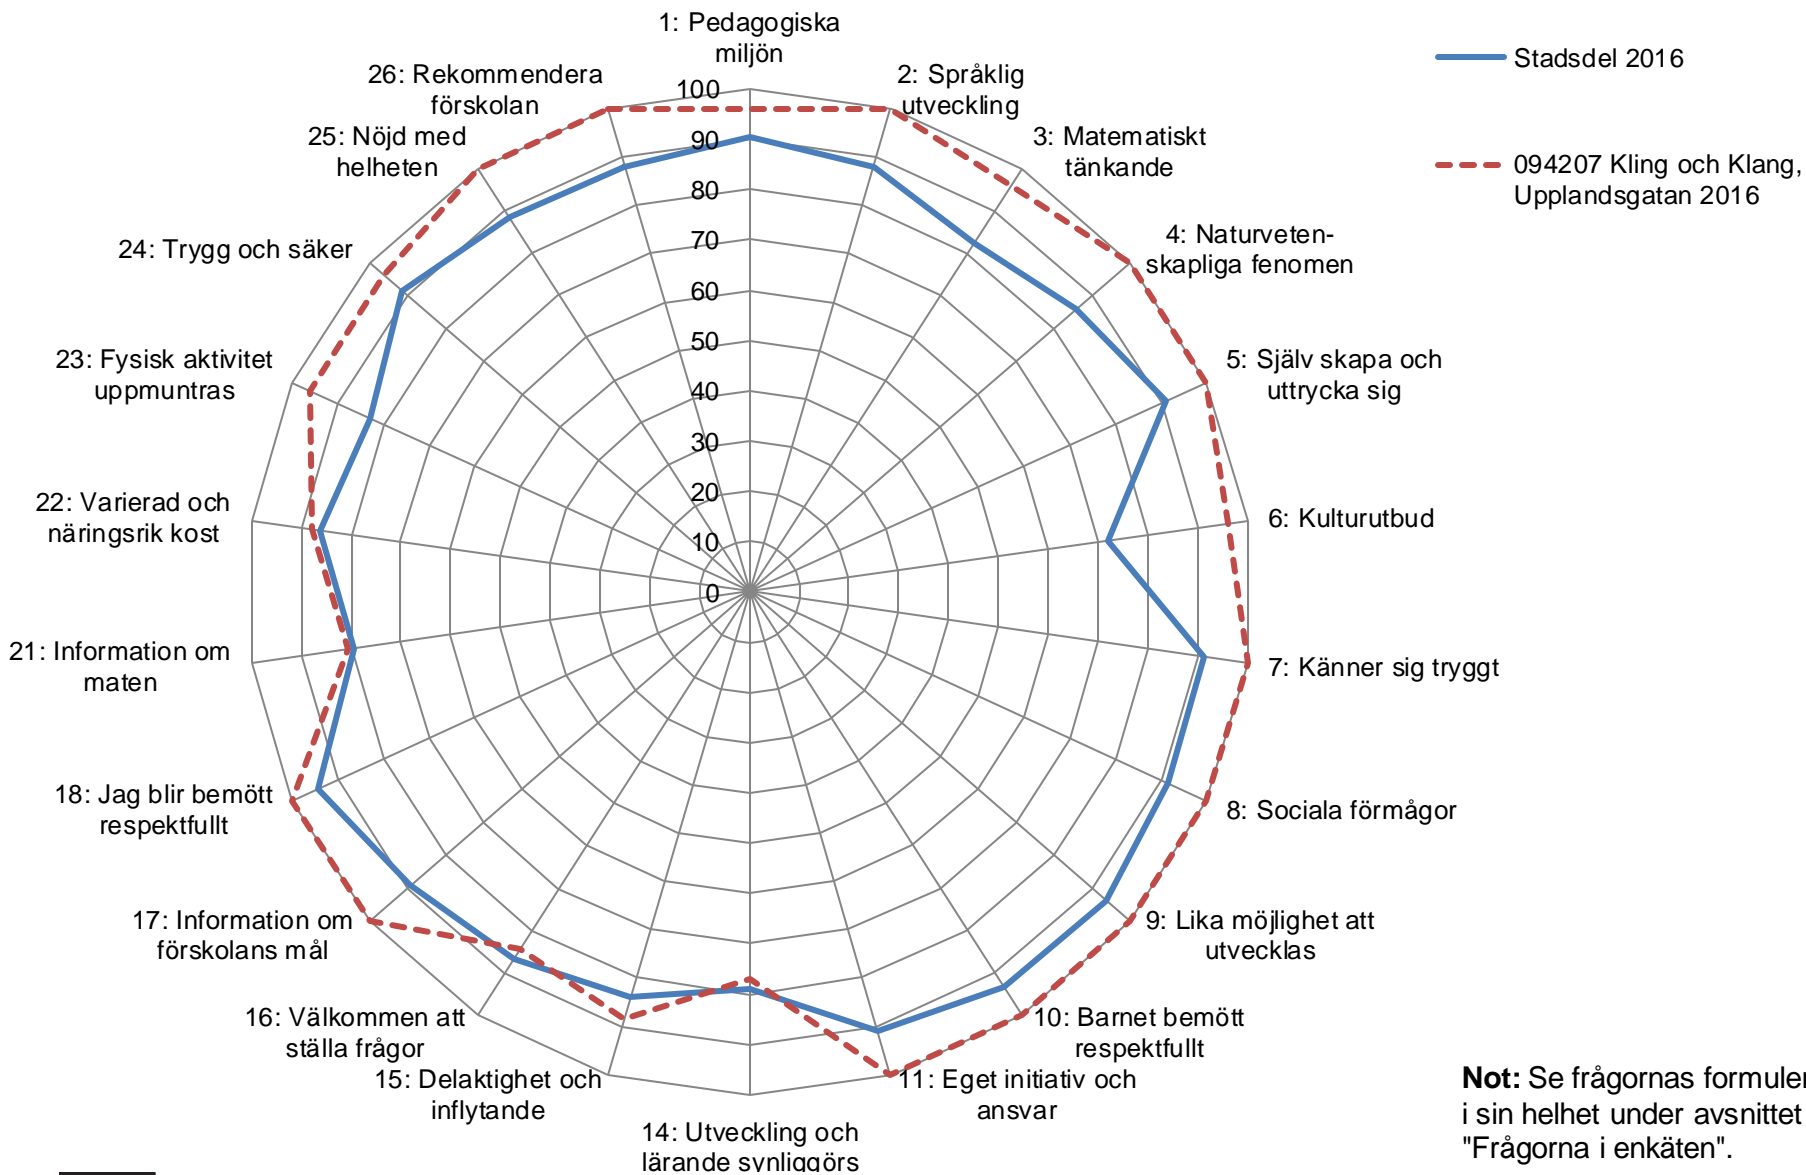 1: Pedagogiska
miljön
2: Språklig
utveckling
3: Matematiskt
tänkande
4: Naturveten-
skapliga fenomen
5: Själv skapa och
uttrycka sig
6: Kulturutbud
7: Känner sig tryggt
8: Sociala förmågor
9: Lika möjlighet att
utvecklas
10: Barnet bemött
respektfullt
11: Eget initiativ och
ansvar
14: Utveckling och
lärande synliggörs
15: Delaktighet och
inflytande
16: Välkommen att
ställa frågor
17: Information om
förskolans mål
18: Jag blir bemött
respektfullt
21: Information om
maten
22: Varierad och
näringsrik kost
23: Fysisk aktivitet
uppmuntras
24: Trygg och säker
25: Nöjd med
helheten
26: Rekommendera
förskolan
100
90
80
70
60
50
40
30
20
10
0
Stadsdel 2016
094207 Kling och Klang,
Upplandsgatan 2016
Not: Se frågornas
i sin helhet under avsnittet
"Frågorna i enkäten".